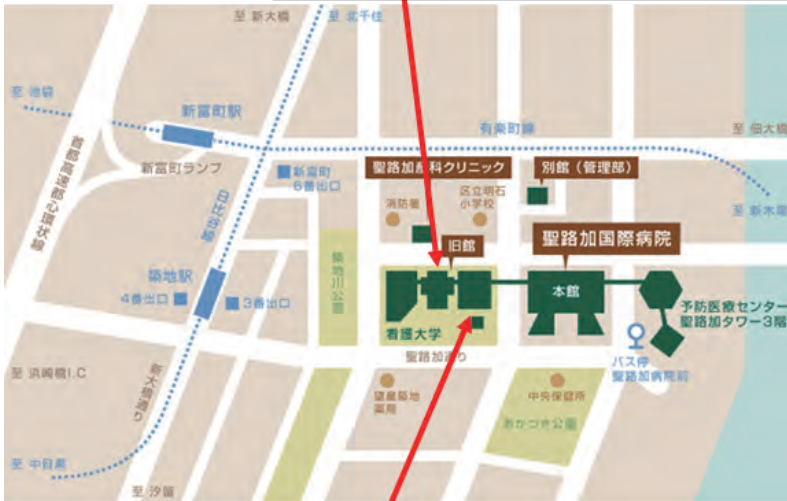 至 新大橋
至 北千住
至 池袋
新富町駅
有楽町線
至 佃大橋
首都高速都心環状線
新富町ランプ
日比谷線
新富町
6番出口
聖路加産科クリニック
別館（管理部）
消防署
区立明石
小学校
至 新木場
旧館
聖路加国際病院
築地駅
4番出口
3番出口
築地川公園
本館
予防医療センター
聖路加タワー3階
看護大学
聖路加通り
バス停
聖路加病院前
至 浜崎橋I.C
新大橋通り
望星築地
薬局
中央保健所
あかつき公園
至 中目黒
至 汐留